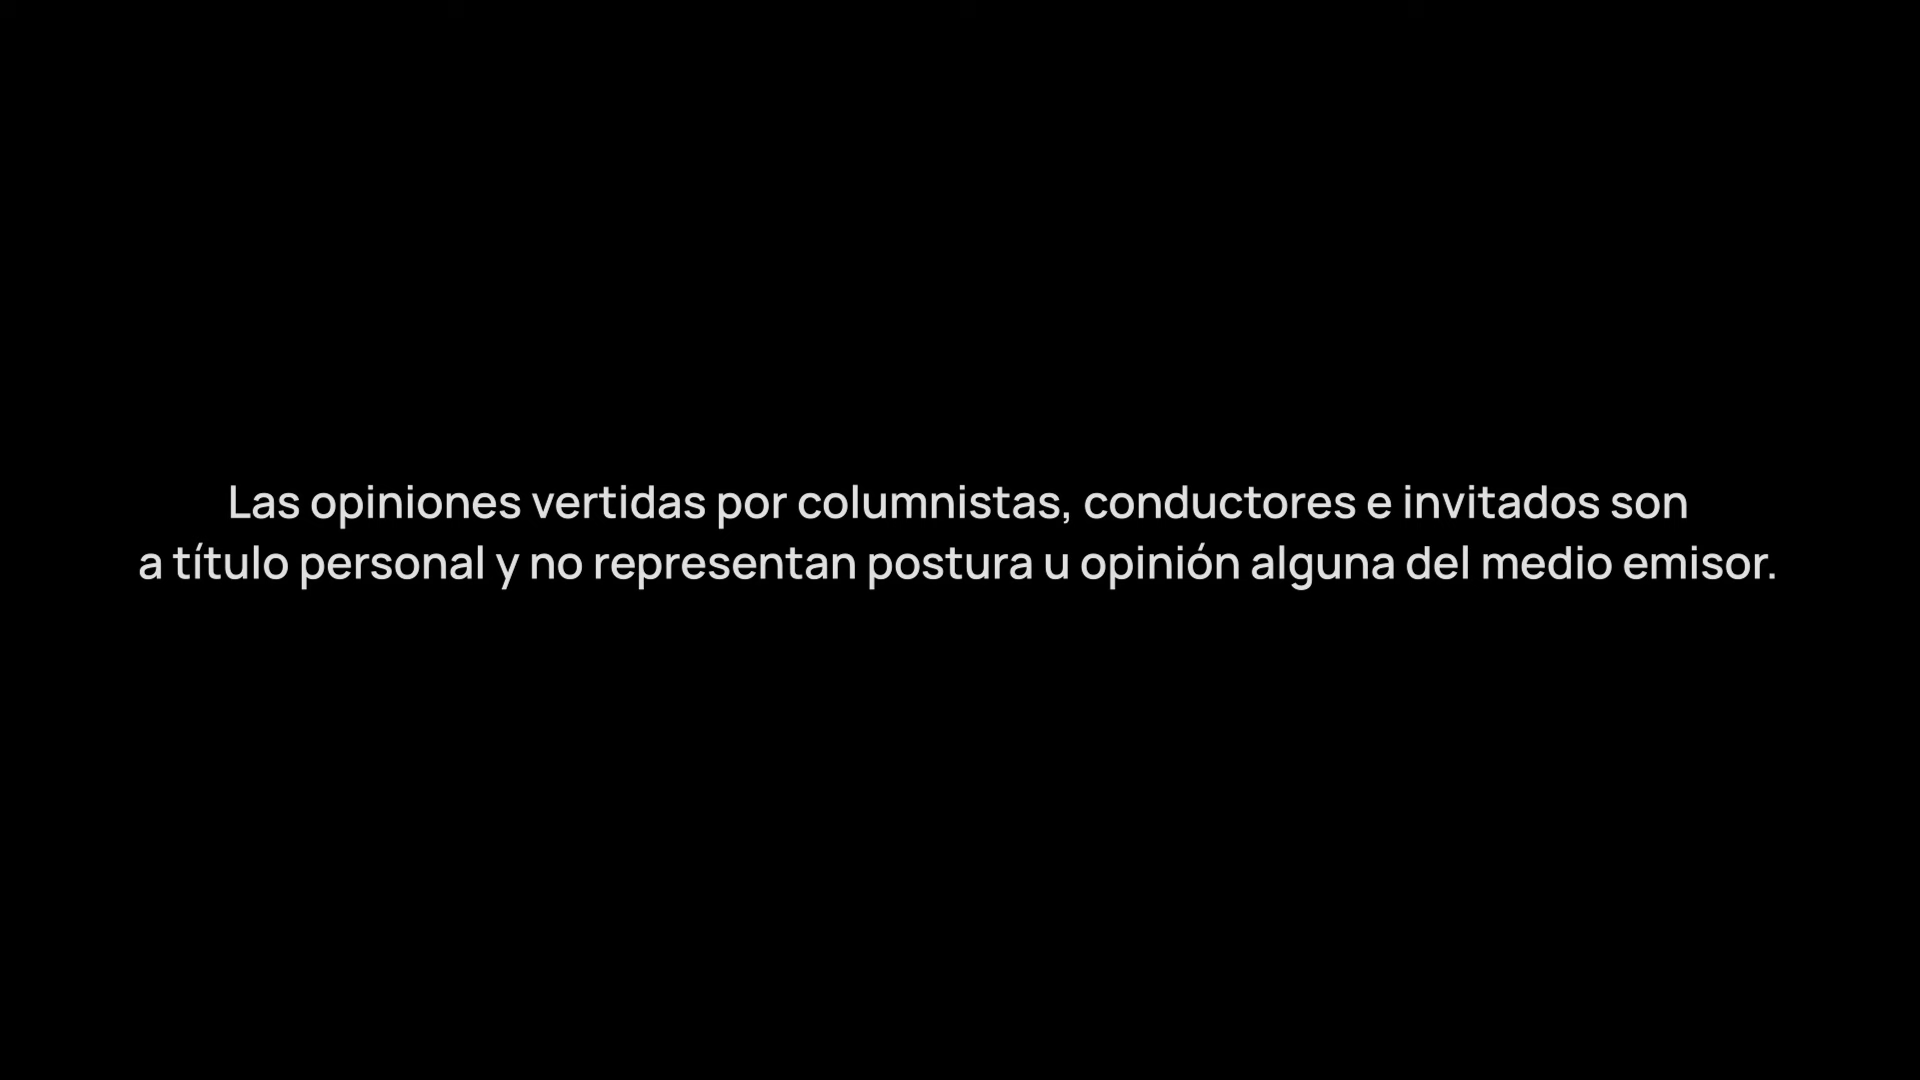 Las opiniones vertidas por columnistas, conductores e invitados son
a título personal y no representan postura u opinión alguna del medio emisor.